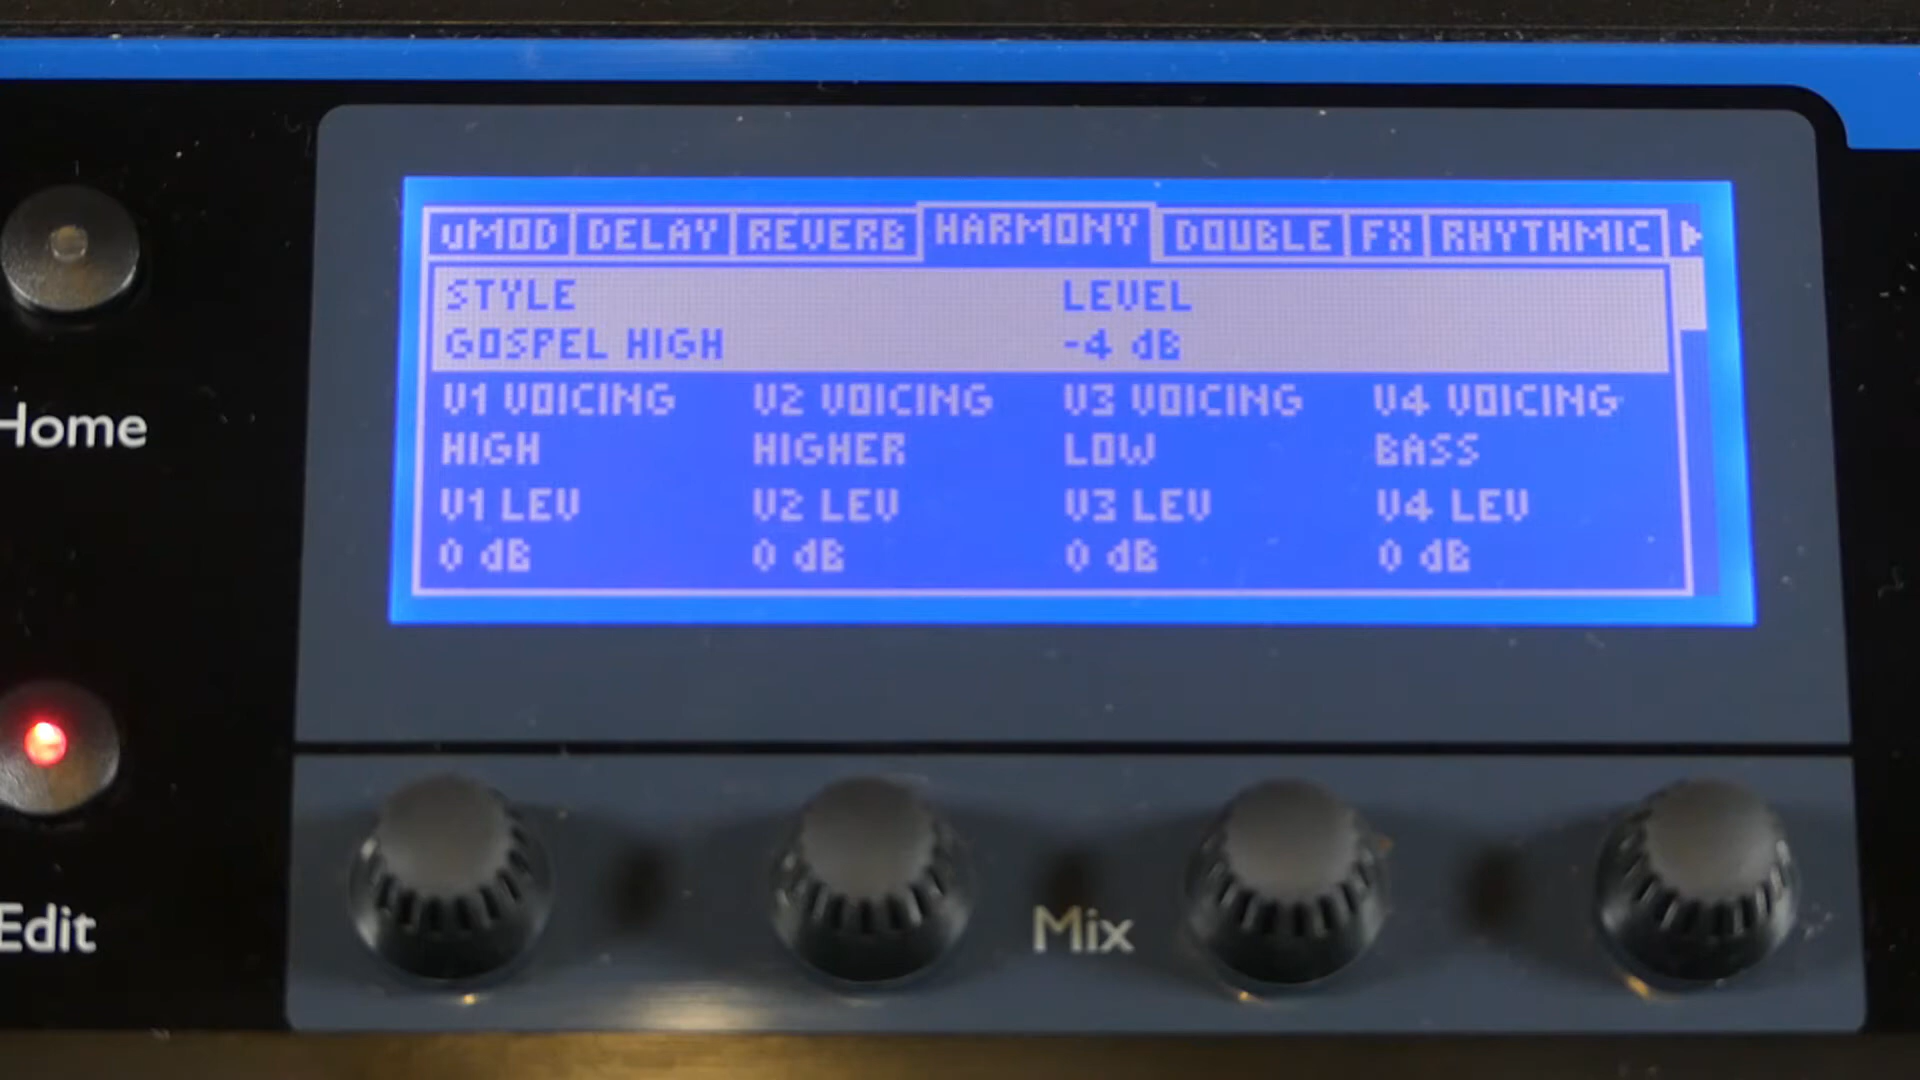 uMOD DELAY REVERB HARMONY DOUBLE FX RHYTHMIC
STYLE LEVEL
GOSPEL HIGH -4 dB
V1 VOICING V2 VOICING V3 VOICING V4 VOICING
HIGH HIGHER LOW BASS
V1 LEV V2 LEV V3 LEV V4 LEV
0 dB 0 dB 0 dB 0 dB
Home
Edit
Mix